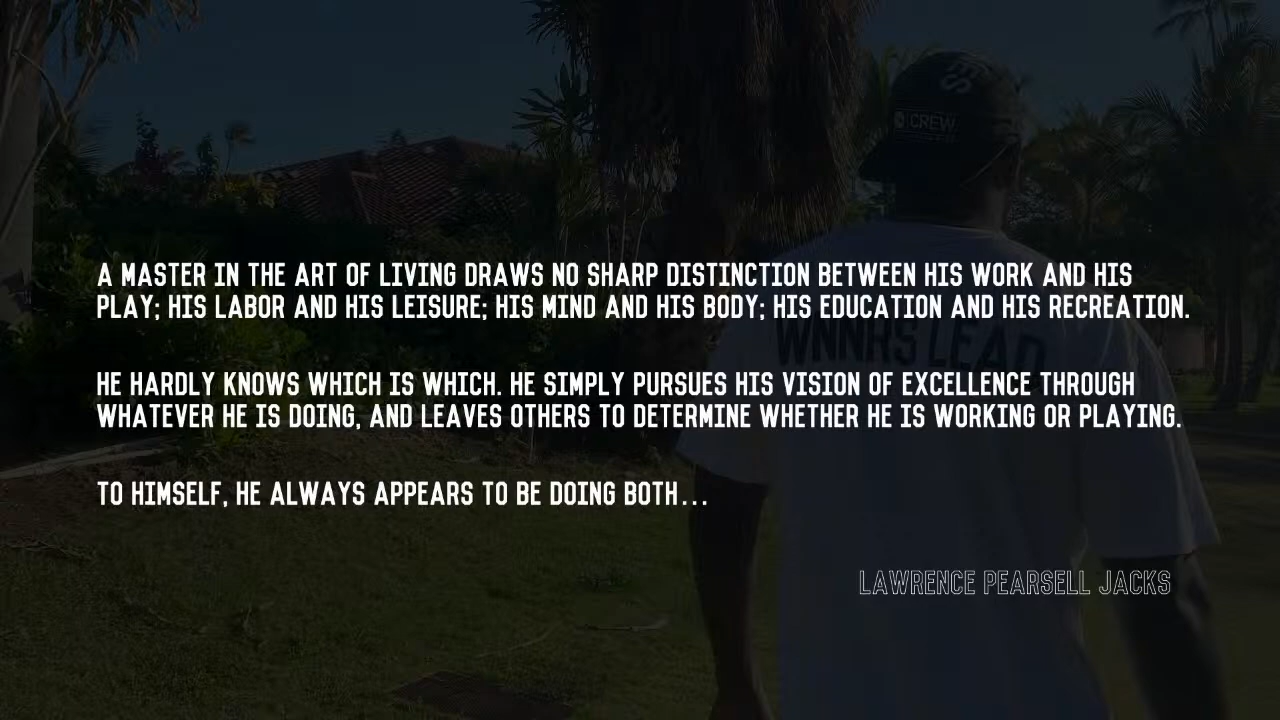 CREW
A MASTER IN THE ART OF LIVING DRAWS NO SHARP DISTINCTION BETWEEN HIS WORK AND HIS
PLAY; HIS LABOR AND HIS LEISURE; HIS MIND AND HIS BODY; HIS EDUCATION AND HIS RECREATION.
WNNRS LEAD
HE HARDLY KNOWS WHICH IS WHICH. HE SIMPLY PURSUES HIS VISION OF EXCELLENCE THROUGH
WHATEVER HE IS DOING, AND LEAVES OTHERS TO DETERMINE WHETHER HE IS WORKING OR PLAYING.
TO HIMSELF, HE ALWAYS APPEARS TO BE DOING BOTH...
LAWRENCE PEARSELL JACKS